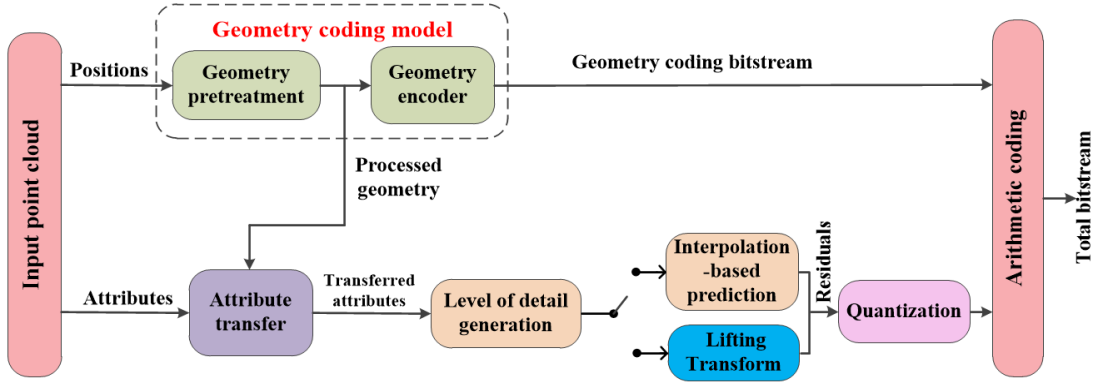 Geometry coding model
Input point cloud
Positions
Geometry
pretreatment
Geometry
encoder
Geometry coding bitstream
Arithmetic coding
Total bitstream
Processed
geometry
Attributes
Attribute
transfer
Transferred
attributes
Level of detail
generation
Interpolation
-based
prediction
Lifting
Transform
Residuals
Quantization